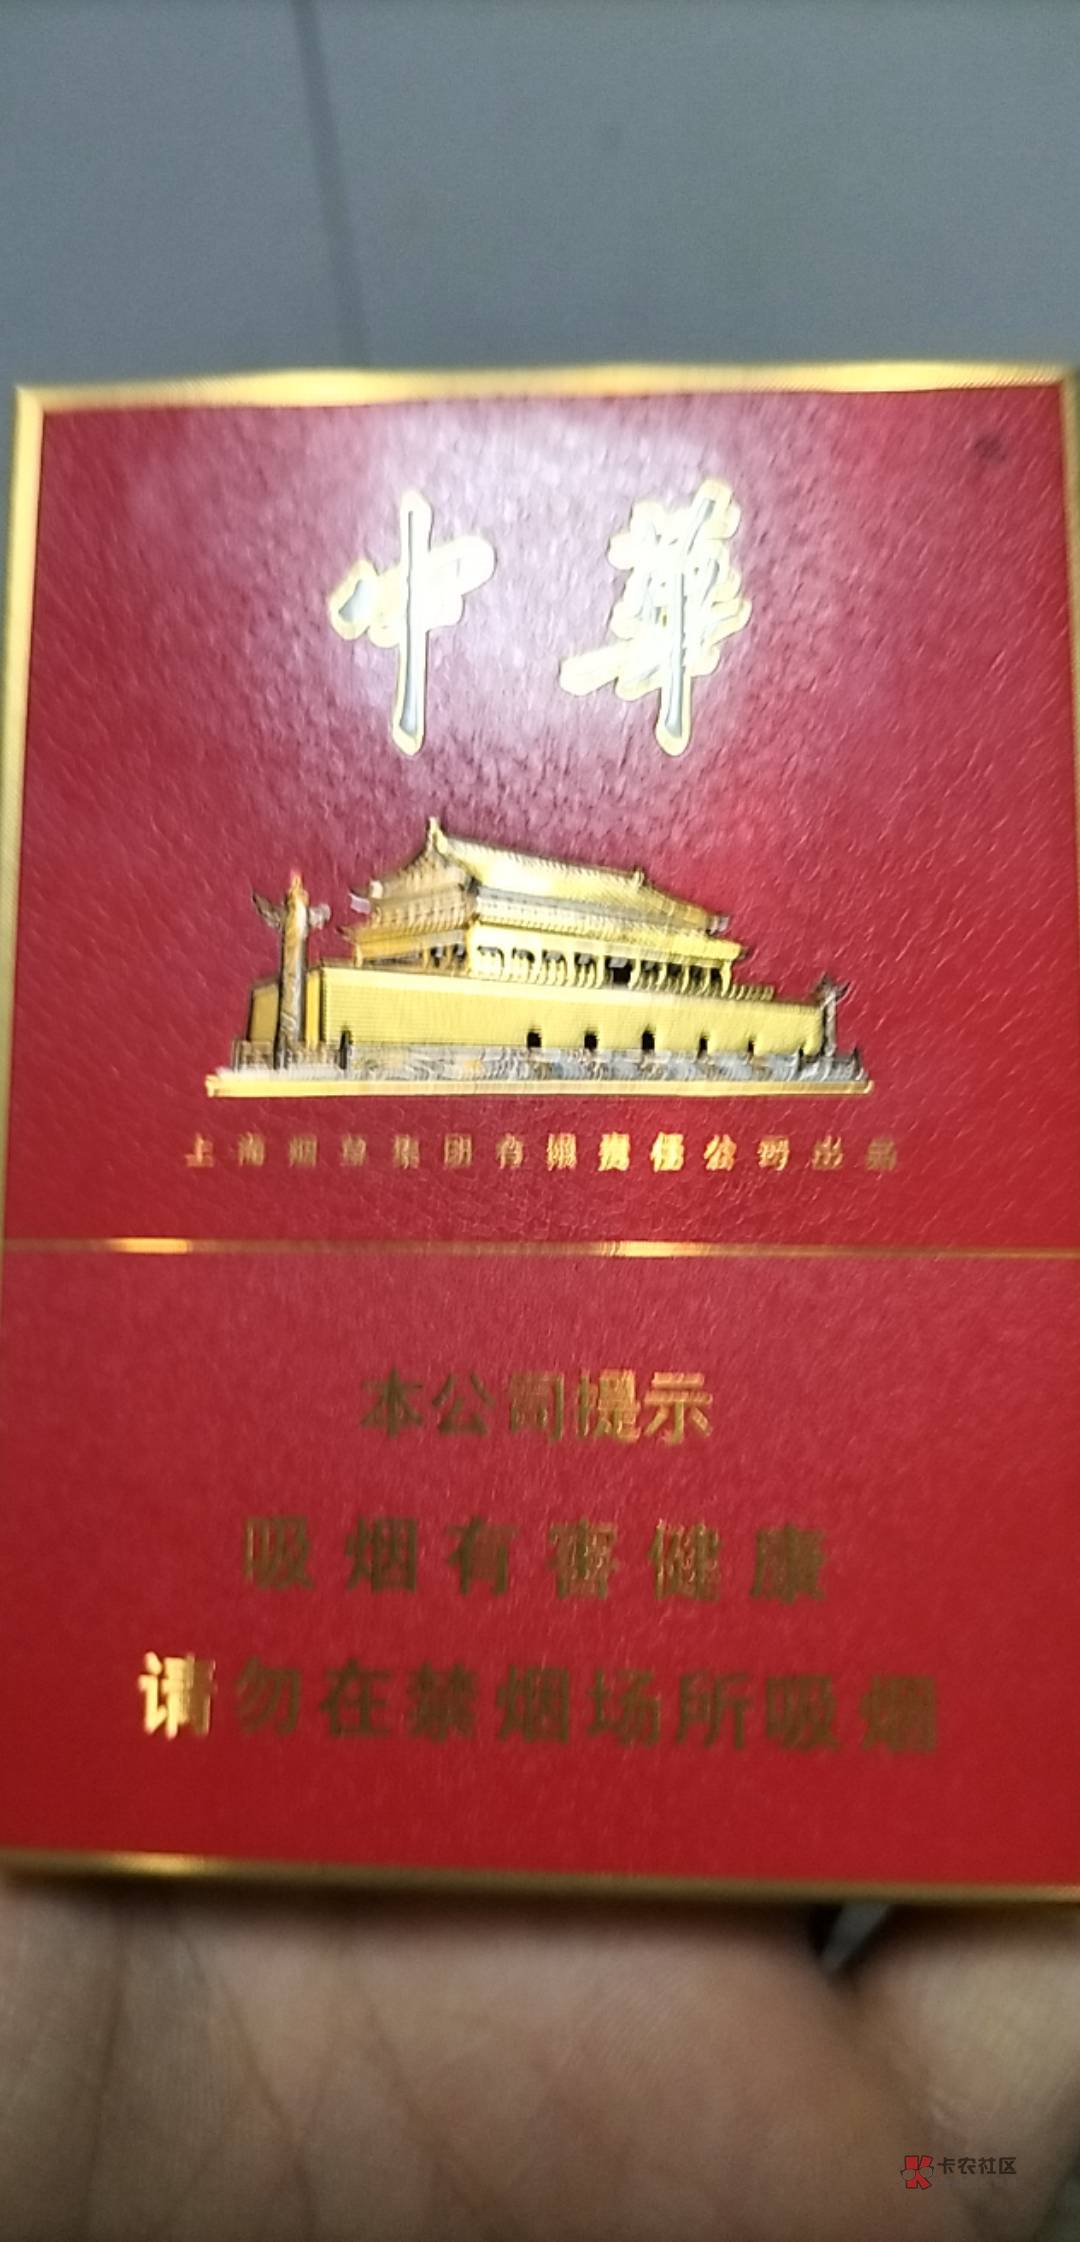 中華
上海烟草集团有限责任公司出品
本公司提示
吸烟有害健康
请勿在禁烟场所吸烟
卡农社区